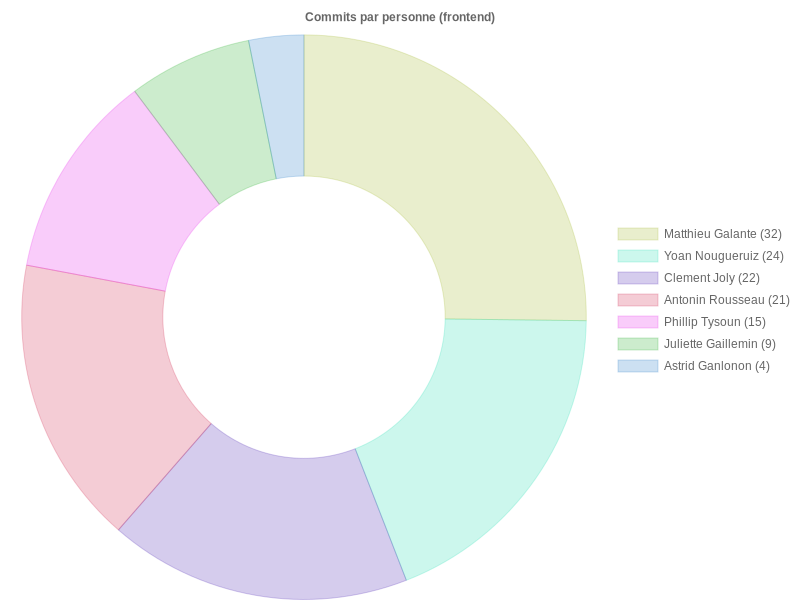 Commits par personne (frontend)
Matthieu Galante (32)
Yoan Nougueruiz (24)
Clement Joly (22)
Antonin Rousseau (21)
Phillip Tysoun (15)
Juliette Gaillemin (9)
Astrid Ganlonon (4)